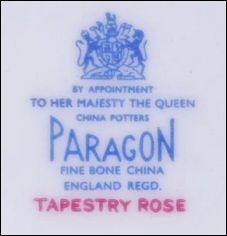 BY APPOINTMENT
TO HER MAJESTY THE QUEEN
CHINA POTTERS
PARAGON
FINE BONE CHINA
ENGLAND REGD.
TAPESTRY ROSE